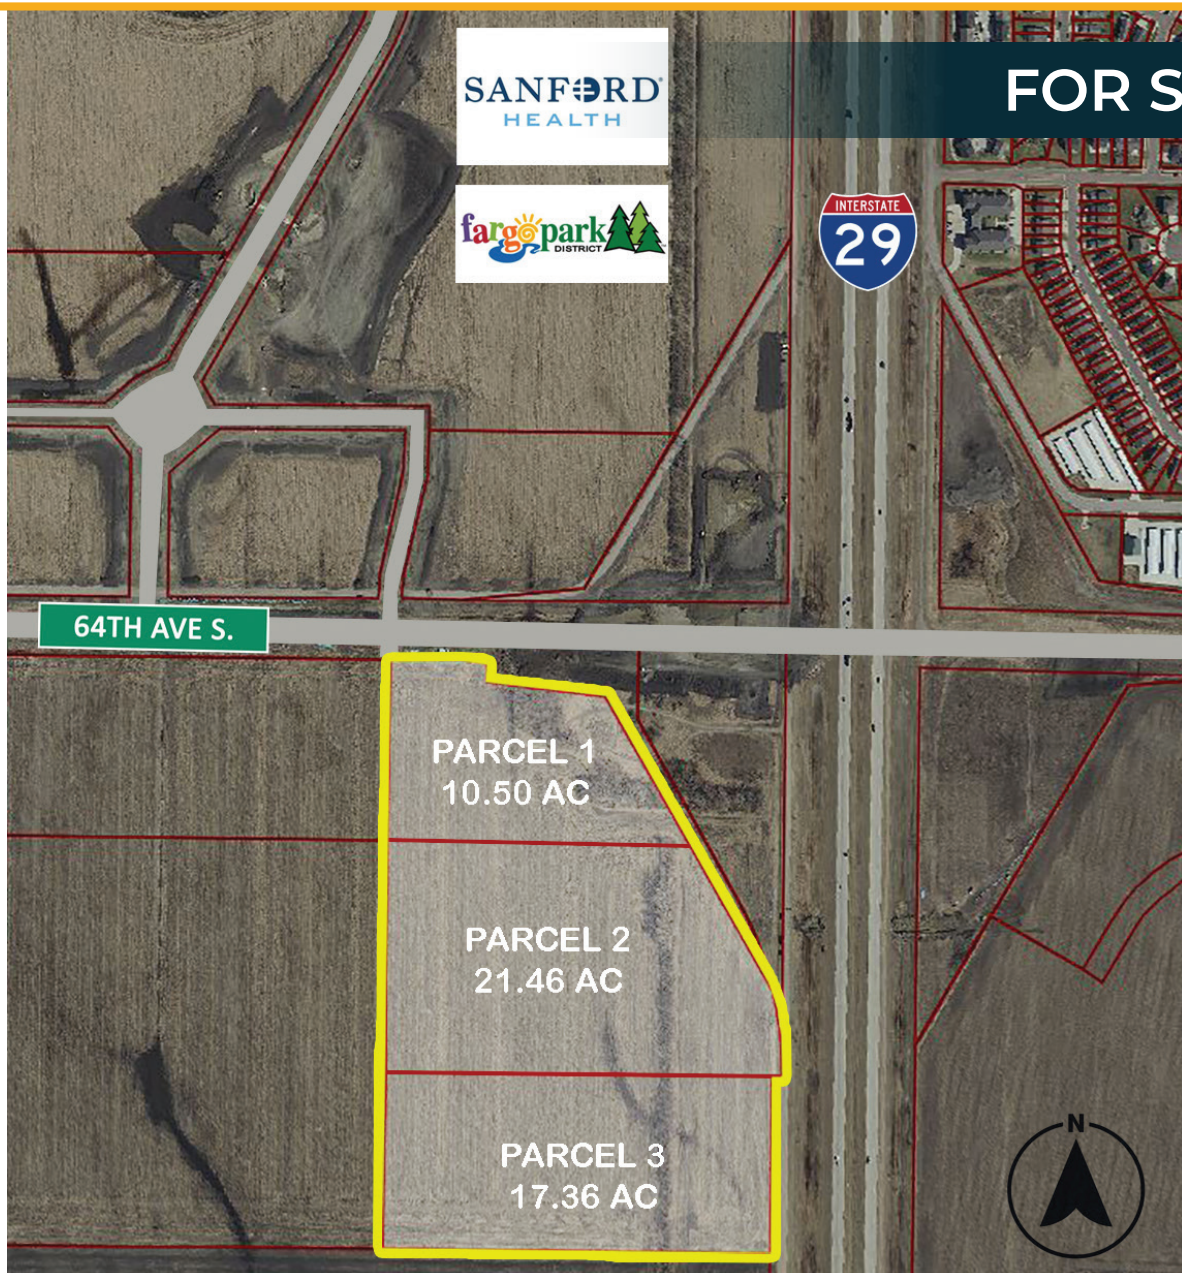 SANFORD
HEALTH
FOR S
fargo park
DISTRICT
INTERSTATE
29
64TH AVE S.
PARCEL 1
10.50 AC
PARCEL 2
21.46 AC
PARCEL 3
17.36 AC
N